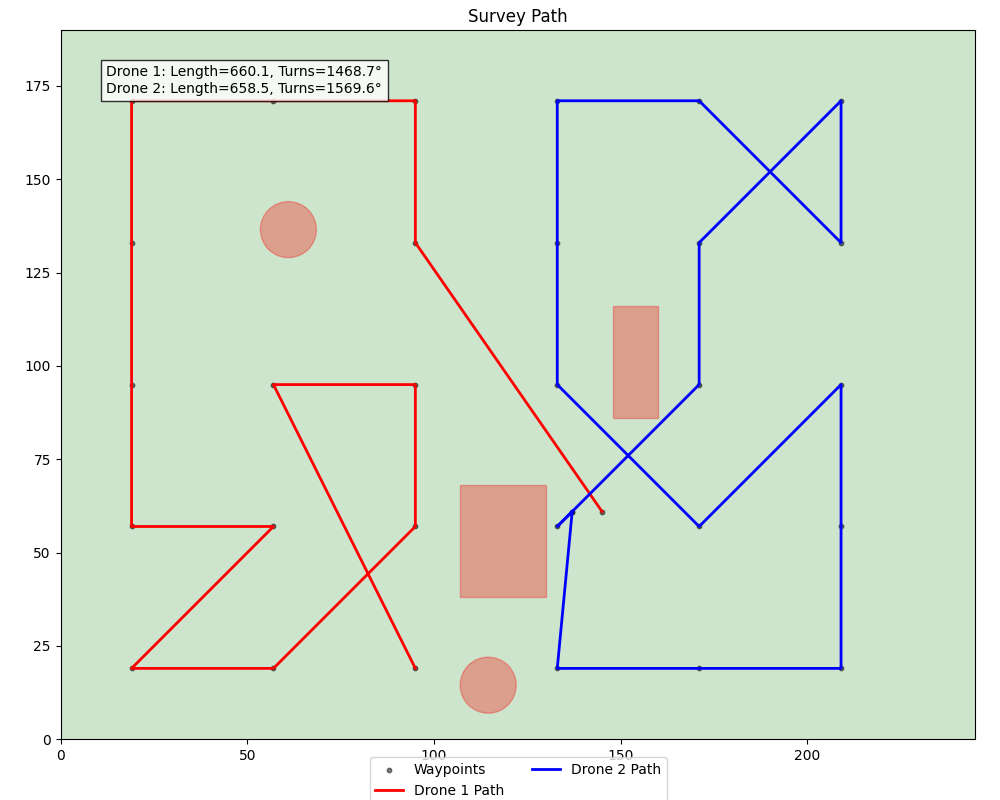 Survey Path
Drone 1: Length=660.1, Turns=1468.7°
Drone 2: Length=658.5, Turns=1569.6°
175
150
125
100
75
50
25
0
0 50 100 150 200
Waypoints Drone 2 Path
Drone 1 Path